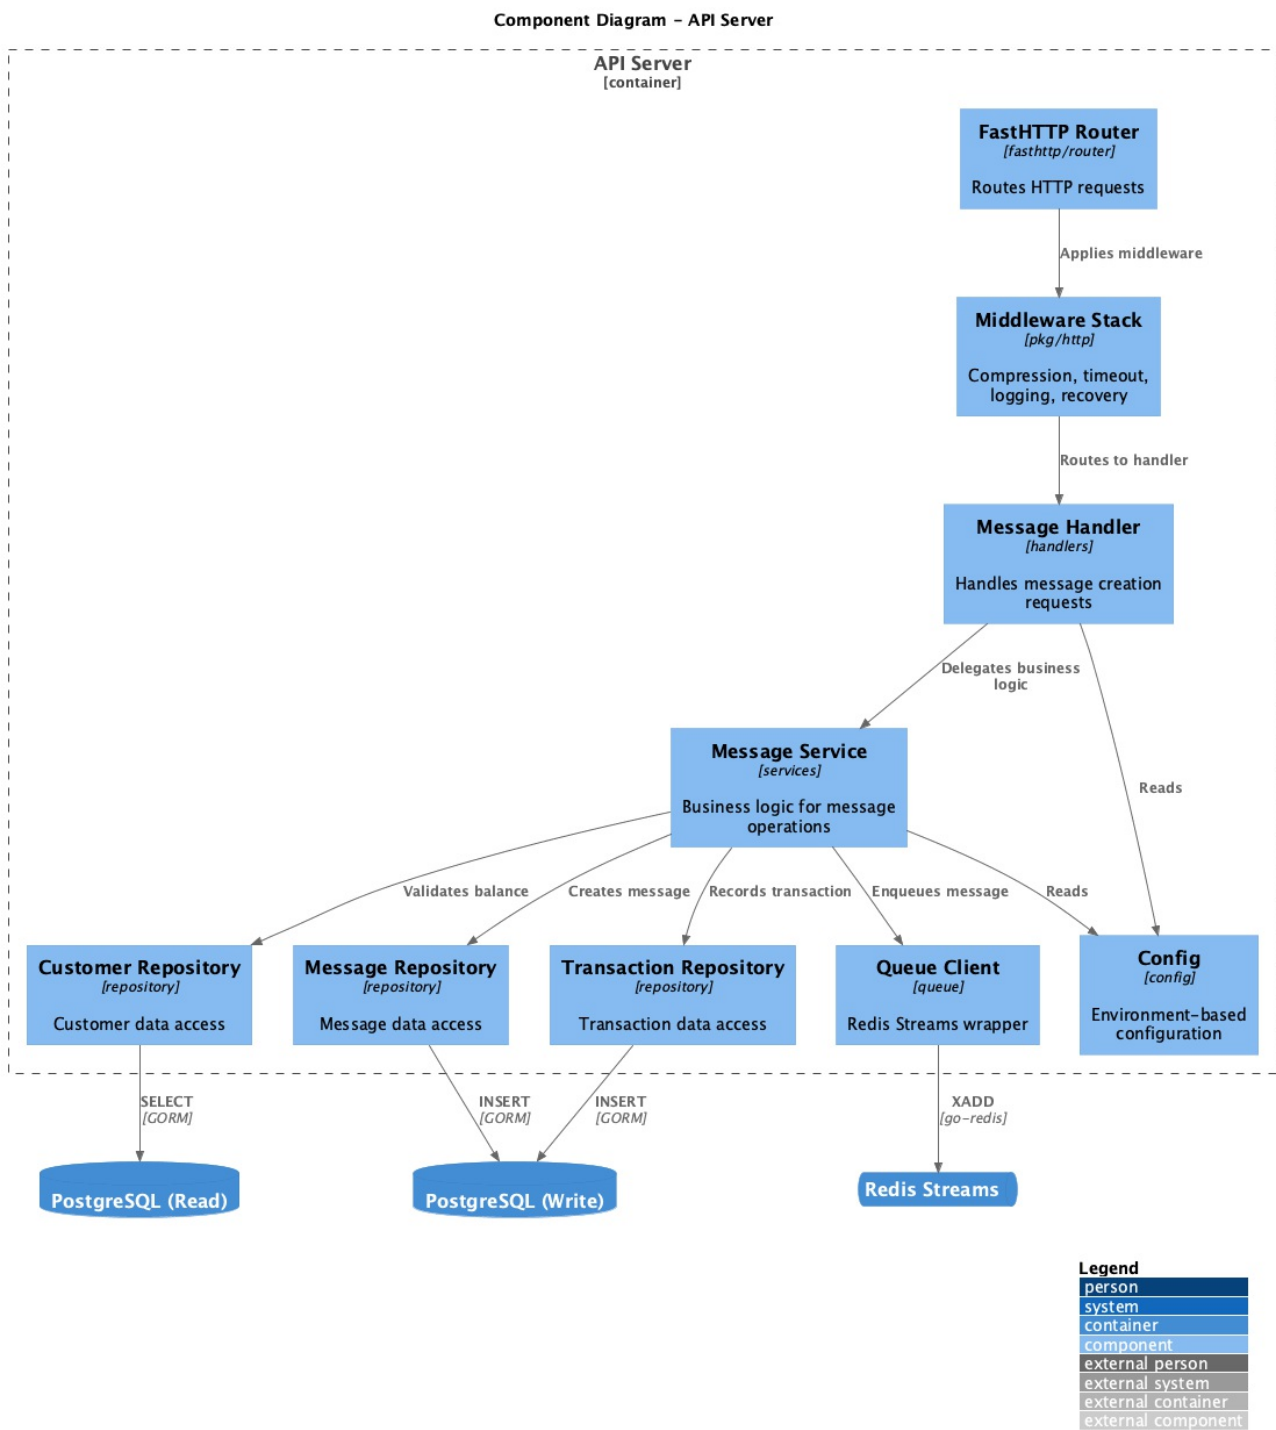 Component Diagram – API Server
API Server
[container]
FastHTTP Router
[fasthttp/router]
Routes HTTP requests
Applies middleware
Middleware Stack
[pkg/http]
Compression, timeout,
logging, recovery
Routes to handler
Message Handler
[handlers]
Handles message creation
requests
Delegates business
logic
Message Service
[services]
Business logic for message
operations
Reads
Validates balance
Creates message
Records transaction
Enqueues message
Reads
Customer Repository
[repository]
Customer data access
Message Repository
[repository]
Message data access
Transaction Repository
[repository]
Transaction data access
Queue Client
[queue]
Redis Streams wrapper
Config
[config]
Environment-based
configuration
SELECT
[GORM]
INSERT
[GORM]
INSERT
[GORM]
XADD
[go-redis]
PostgreSQL (Read)
PostgreSQL (Write)
Redis Streams
Legend
person
system
container
component
external person
external system
external container
external component